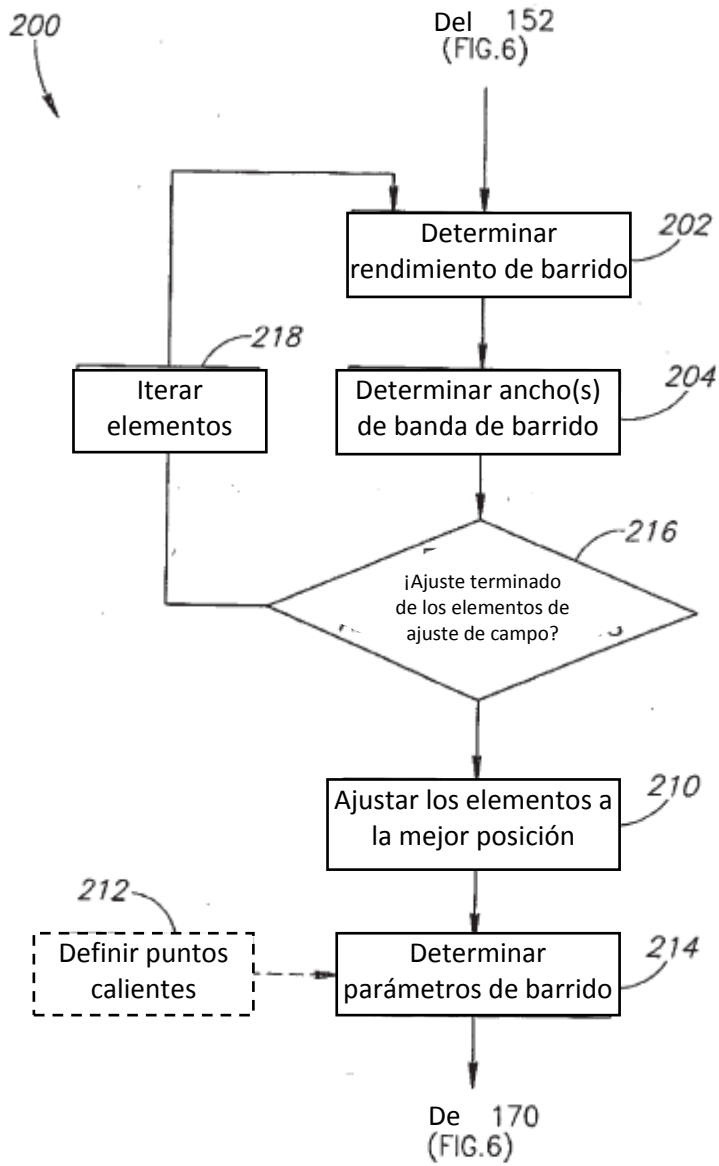 200
Del 152
(FIG.6)
Determinar
rendimiento de barrido
202
218
Iterar
elementos
Determinar ancho(s)
de banda de barrido
204
216
¡Ajuste terminado
de los elementos de
ajuste de campo?
Ajustar los elementos a
la mejor posición
210
212
Definir puntos
calientes
Determinar
parámetros de barrido
214
De 170
(FIG.6)